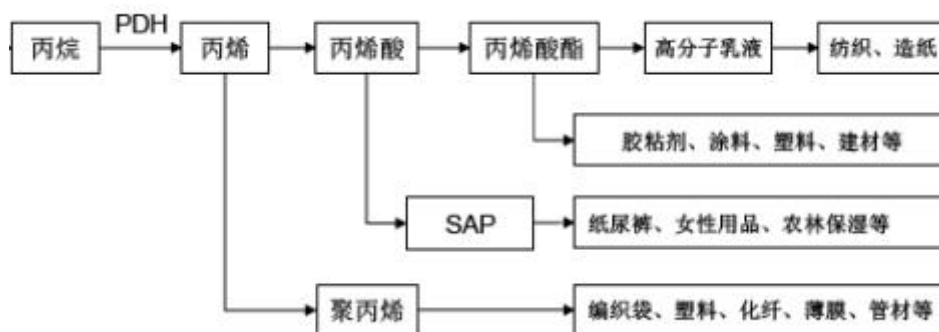 PDH
丙烷
丙烯
丙烯酸
丙烯酸酯
高分子乳液
纺织、造纸
胶粘剂、涂料、塑料、建材等
SAP
纸尿裤、女性用品、农林保湿等
聚丙烯
编织袋、塑料、化纤、薄膜、管材等